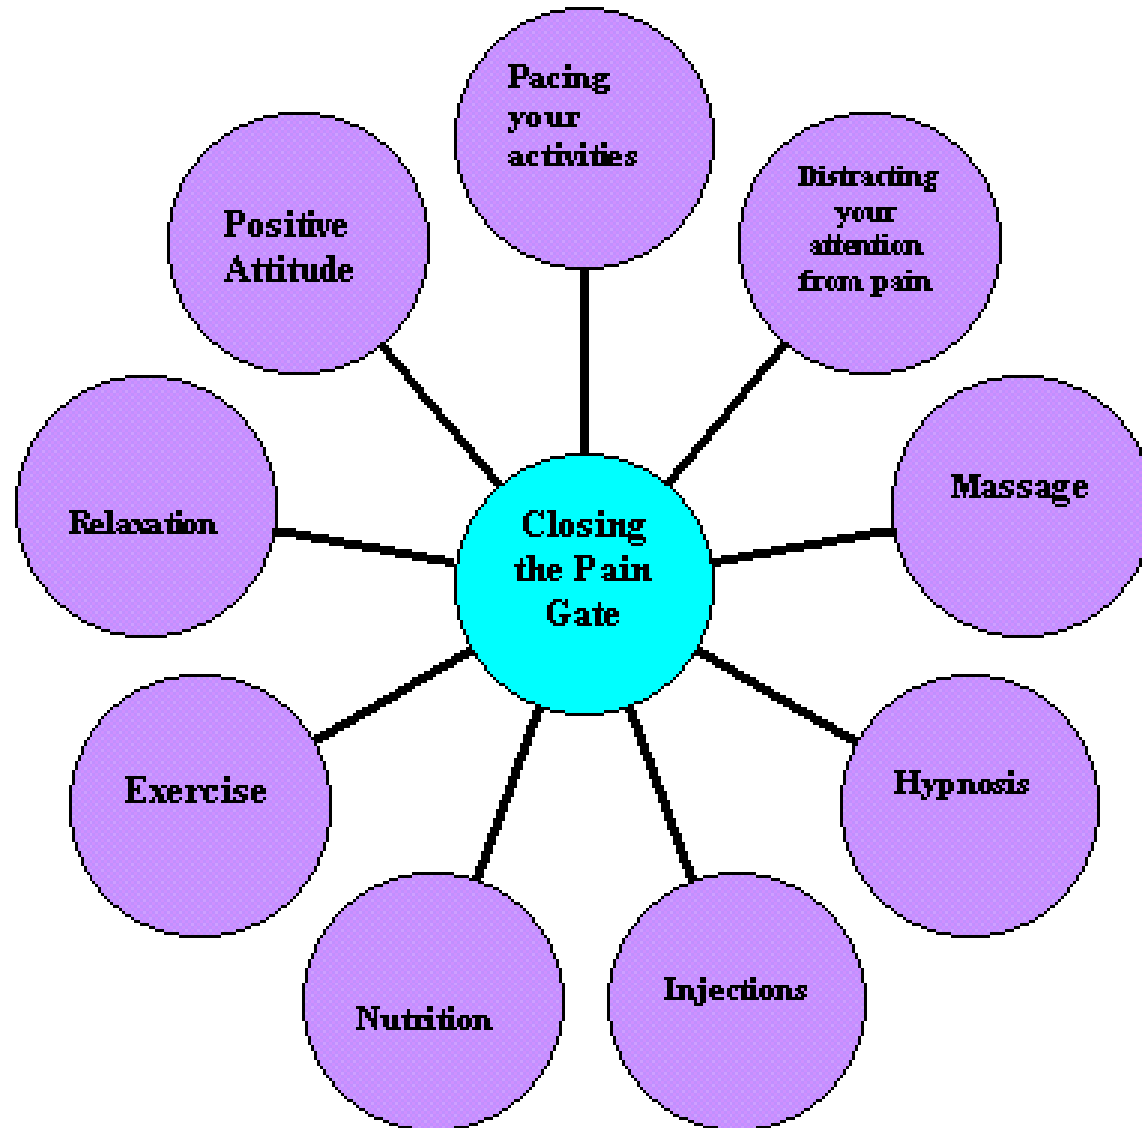 Pacing
your
activities
Distracting
your
attention
from pain
Massage
Hypnosis
Injections
Nutrition
Exercise
Relaxation
Positive
Attitude
Closing
the Pain
Gate